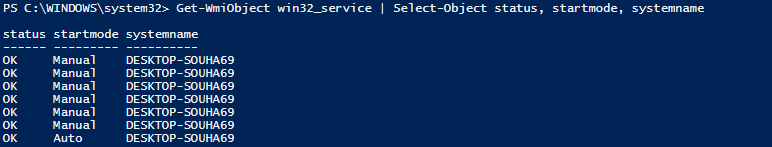 PS C:\WINDOWS\system32> Get-WmiObject win32_service | Select-Object status, startmode, systemname
status startmode systemname
------ --------- ----------
OK Manual DESKTOP-SOUHA69
OK Manual DESKTOP-SOUHA69
OK Manual DESKTOP-SOUHA69
OK Manual DESKTOP-SOUHA69
OK Manual DESKTOP-SOUHA69
OK Manual DESKTOP-SOUHA69
OK Auto DESKTOP-SOUHA69